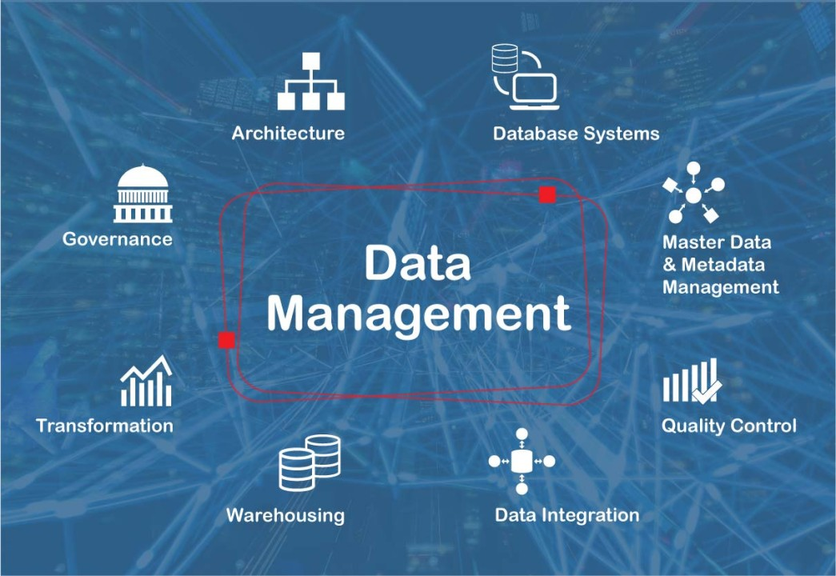 Architecture
Database Systems
Governance
Master Data
& Metadata
Management
Data
Management
Transformation
Quality Control
Warehousing
Data Integration